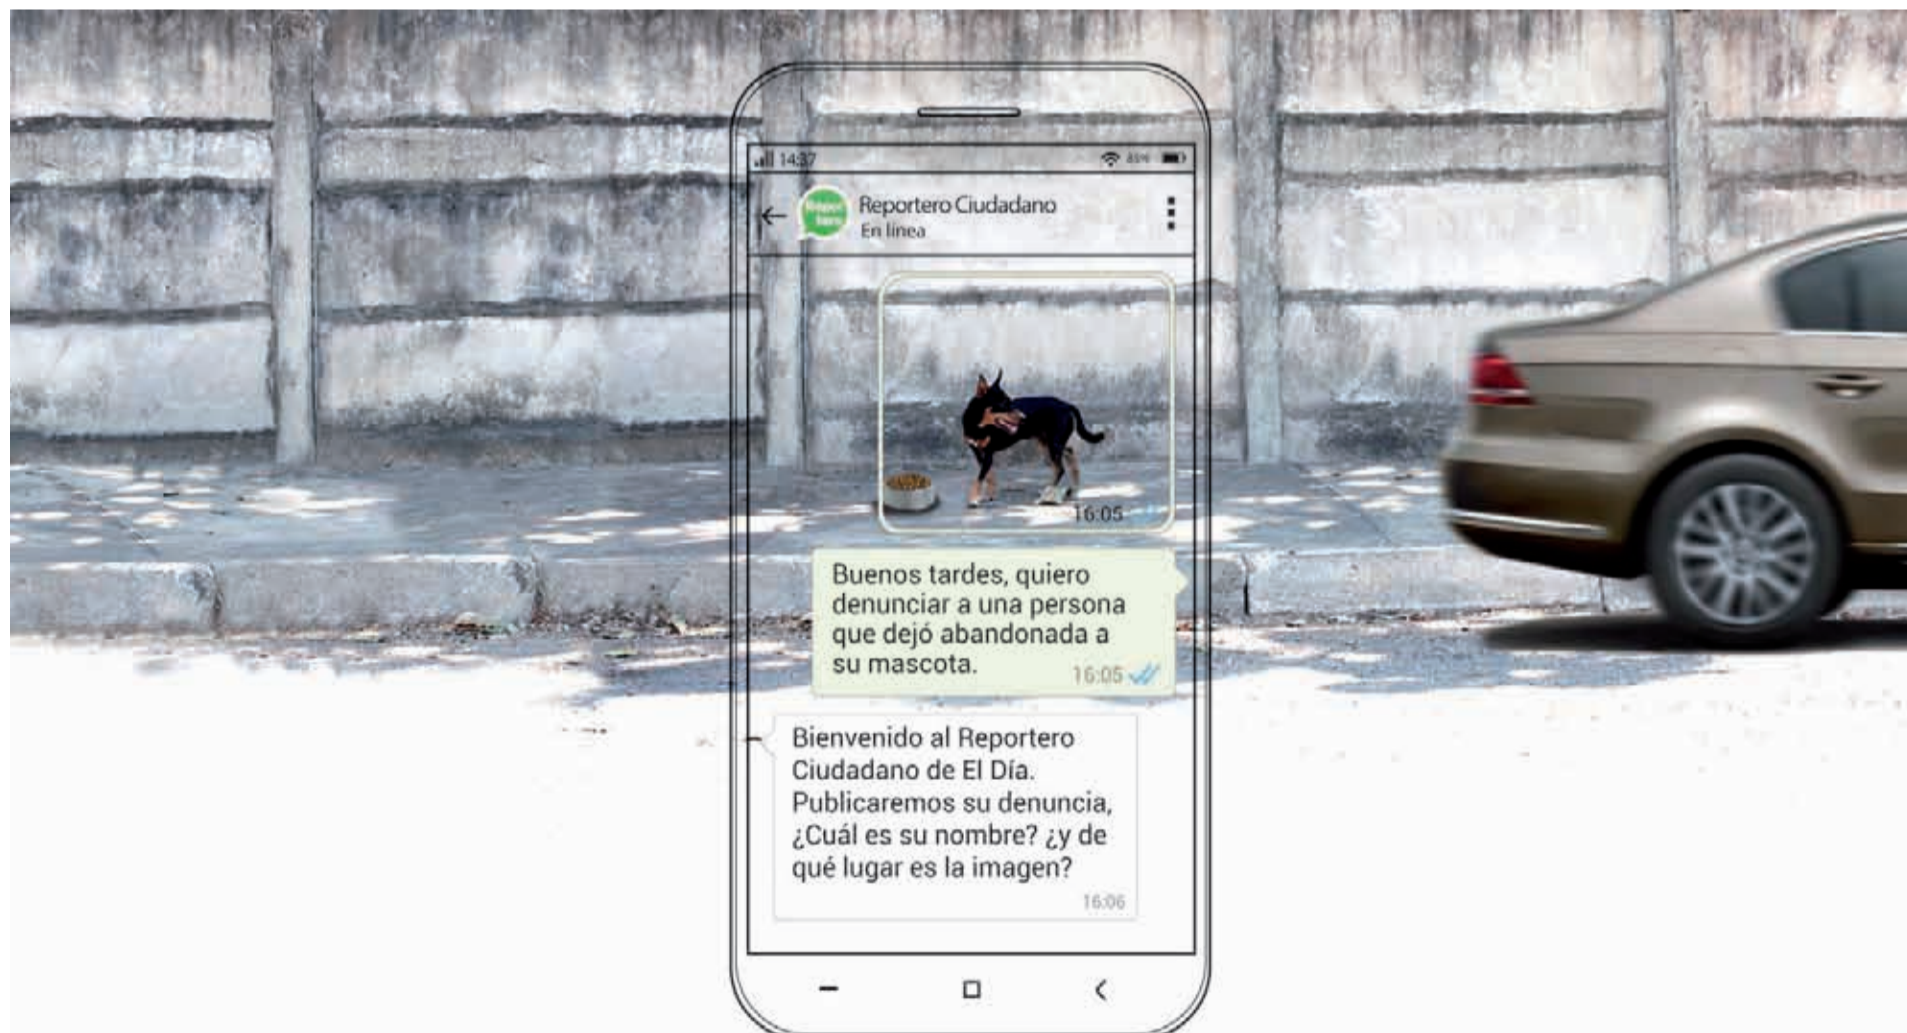 14:37
Reportero Ciudadano
En línea
16:05
Buenos tardes, quiero
denunciar a una persona
que dejó abandonada a
su mascota.
16:05
Bienvenido al Reportero
Ciudadano de El Día.
Publicaremos su denuncia,
¿Cuál es su nombre? ¿y de
qué lugar es la imagen?
16:06